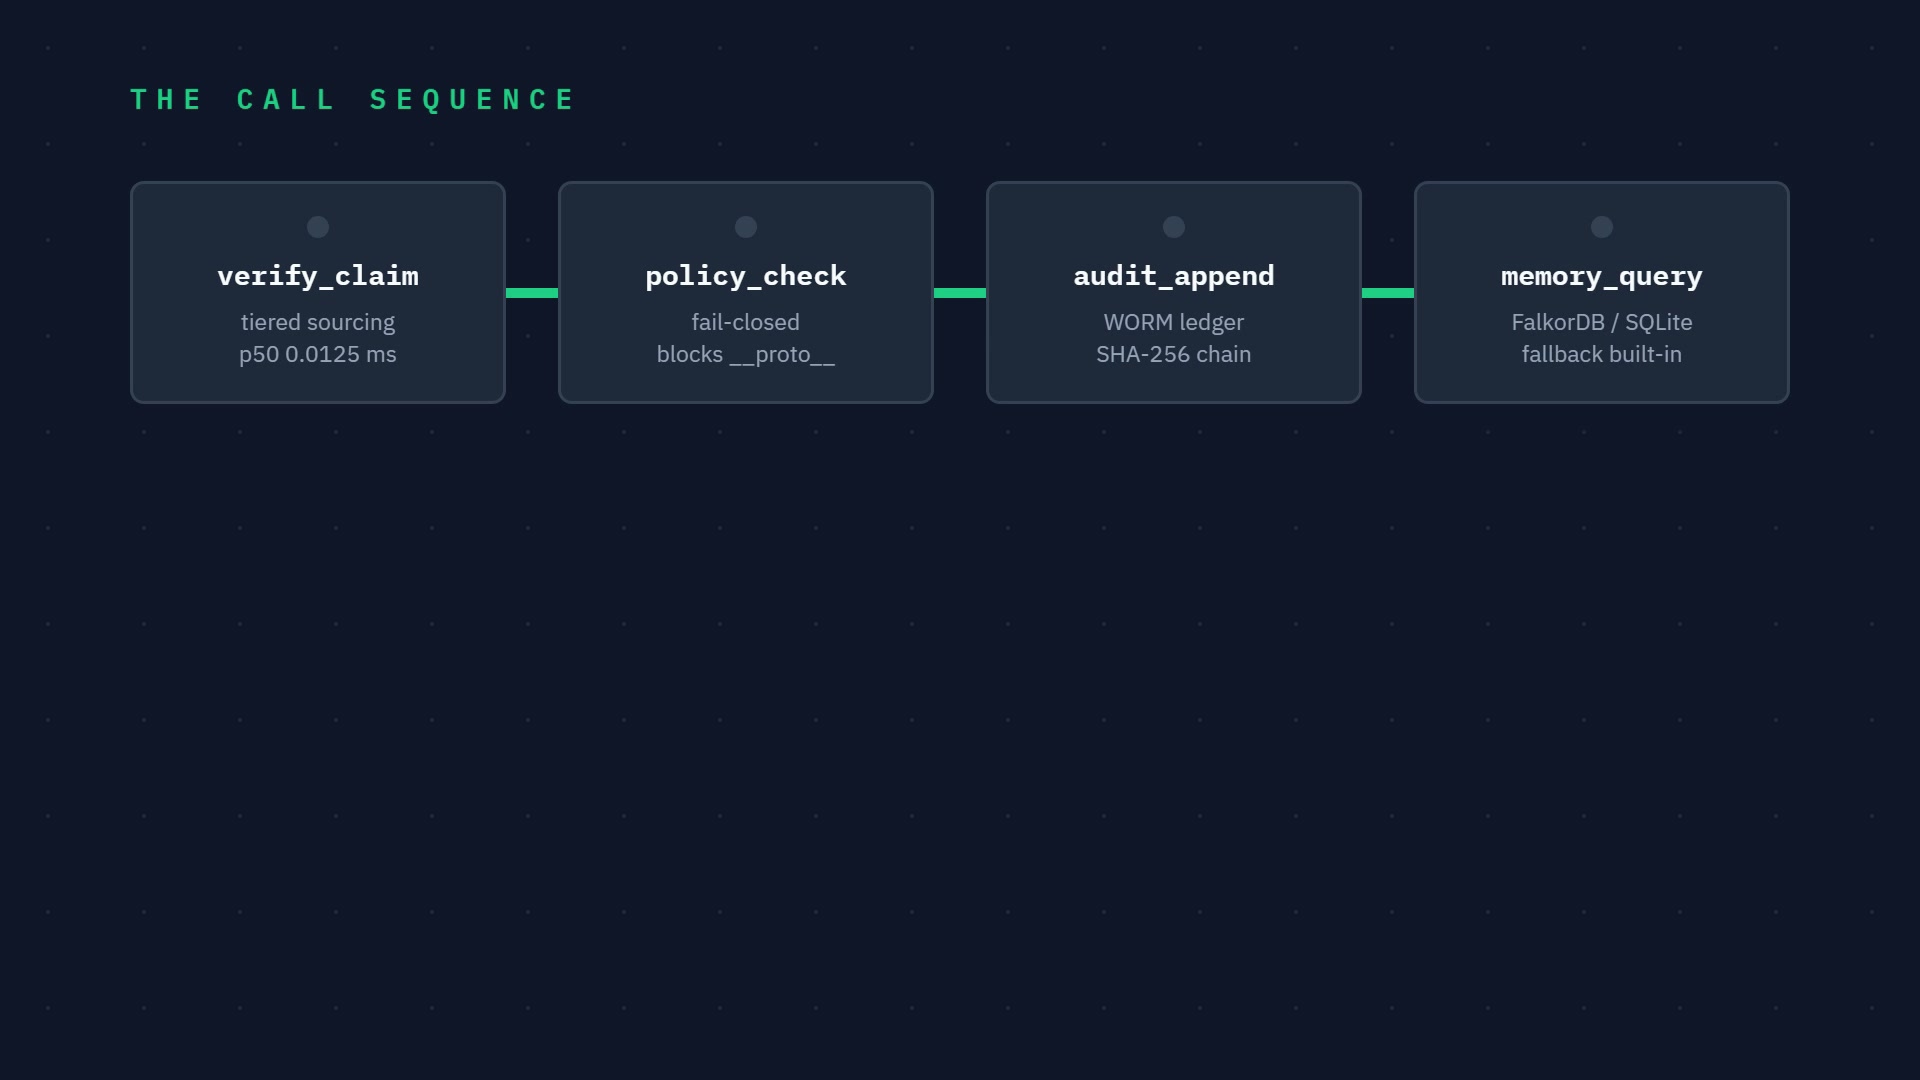 THE CALL SEQUENCE
verify_claim
tiered sourcing
p50 0.0125 ms
policy_check
fail-closed
blocks __proto__
audit_append
WORM ledger
SHA-256 chain
memory_query
FalkorDB / SQLite
fallback built-in